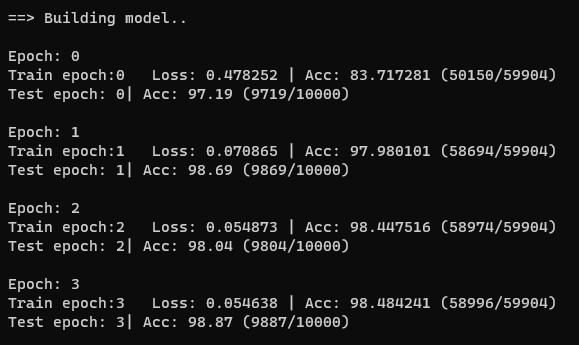 ==> Building model..
Epoch: 0
Train epoch:0   Loss: 0.478252 | Acc: 83.717281 (50150/59904)
Test epoch: 0| Acc: 97.19 (9719/10000)
Epoch: 1
Train epoch:1   Loss: 0.070865 | Acc: 97.980101 (58694/59904)
Test epoch: 1| Acc: 98.69 (9869/10000)
Epoch: 2
Train epoch:2   Loss: 0.054873 | Acc: 98.447516 (58974/59904)
Test epoch: 2| Acc: 98.04 (9804/10000)
Epoch: 3
Train epoch:3   Loss: 0.054638 | Acc: 98.484241 (58996/59904)
Test epoch: 3| Acc: 98.87 (9887/10000)